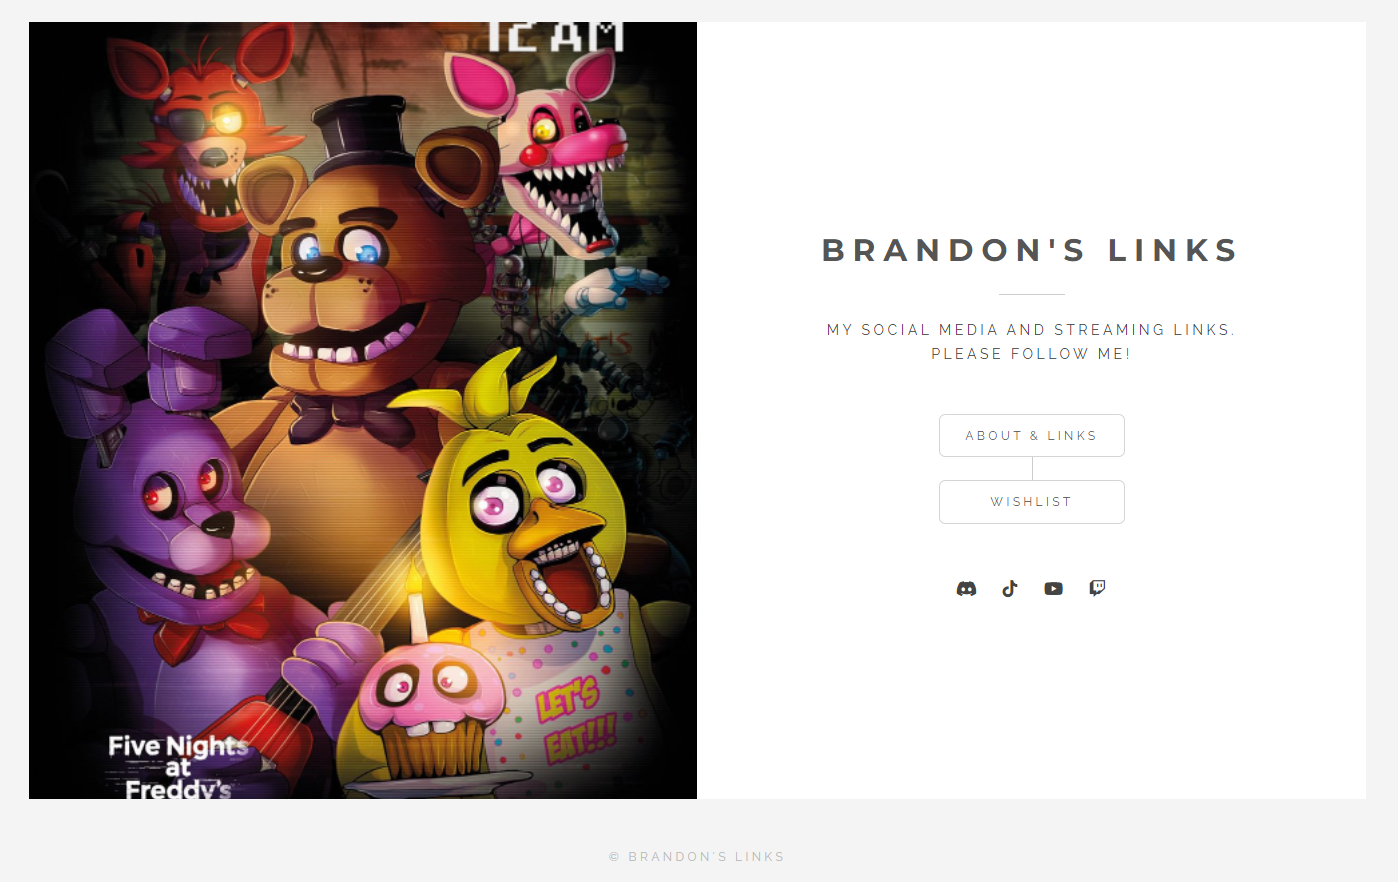 12 AM
IT'S
LET'S
EAT!!!
Five Nights
at
Freddy's
BRANDON'S LINKS
MY SOCIAL MEDIA AND STREAMING LINKS.
PLEASE FOLLOW ME!
ABOUT & LINKS
WISHLIST
© BRANDON'S LINKS